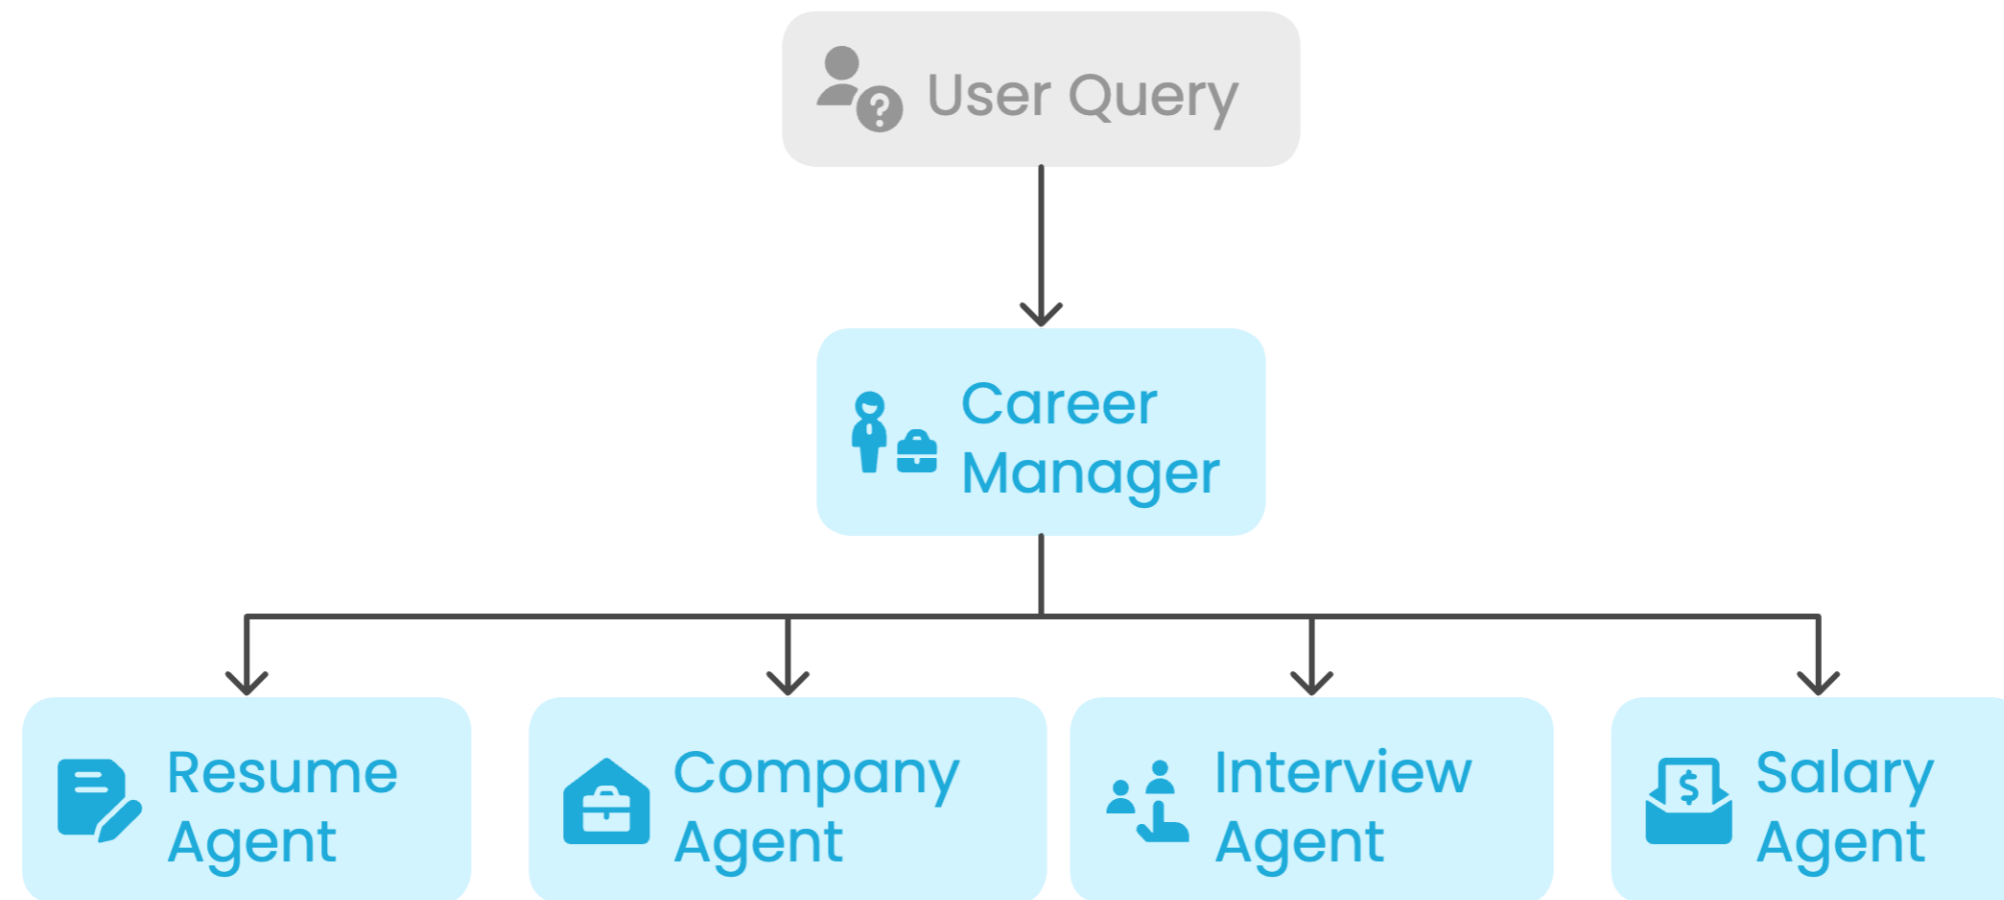 User Query
Career
Manager
Resume
Agent
Company
Agent
Interview
Agent
Salary
Agent